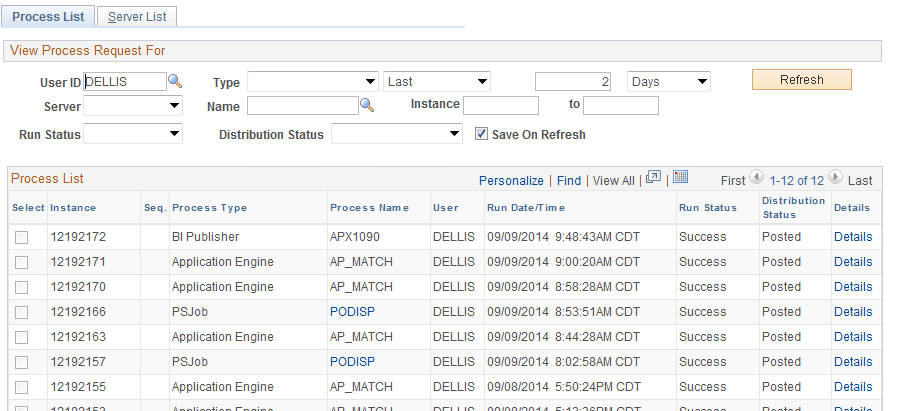 Process List Server List
View Process Request For
User ID DELLIS Type Last 2 Days Refresh
Server Name Instance to
Run Status Distribution Status Save On Refresh
Process List Personalize | Find | View All | | First 1-12 of 12 Last
Select Instance Seq. Process Type Process Name User Run Date/Time Run Status Distribution Status Details
12192172 BI Publisher APX1090 DELLIS 09/09/2014 9:48:43AM CDT Success Posted Details
12192171 Application Engine AP_MATCH DELLIS 09/09/2014 9:00:20AM CDT Success Posted Details
12192170 Application Engine AP_MATCH DELLIS 09/09/2014 8:58:28AM CDT Success Posted Details
12192166 PSJob PODISP DELLIS 09/09/2014 8:53:51AM CDT Success Posted Details
12192163 Application Engine AP_MATCH DELLIS 09/09/2014 8:44:28AM CDT Success Posted Details
12192157 PSJob PODISP DELLIS 09/09/2014 8:02:58AM CDT Success Posted Details
12192155 Application Engine AP_MATCH DELLIS 09/08/2014 5:50:24PM CDT Success Posted Details